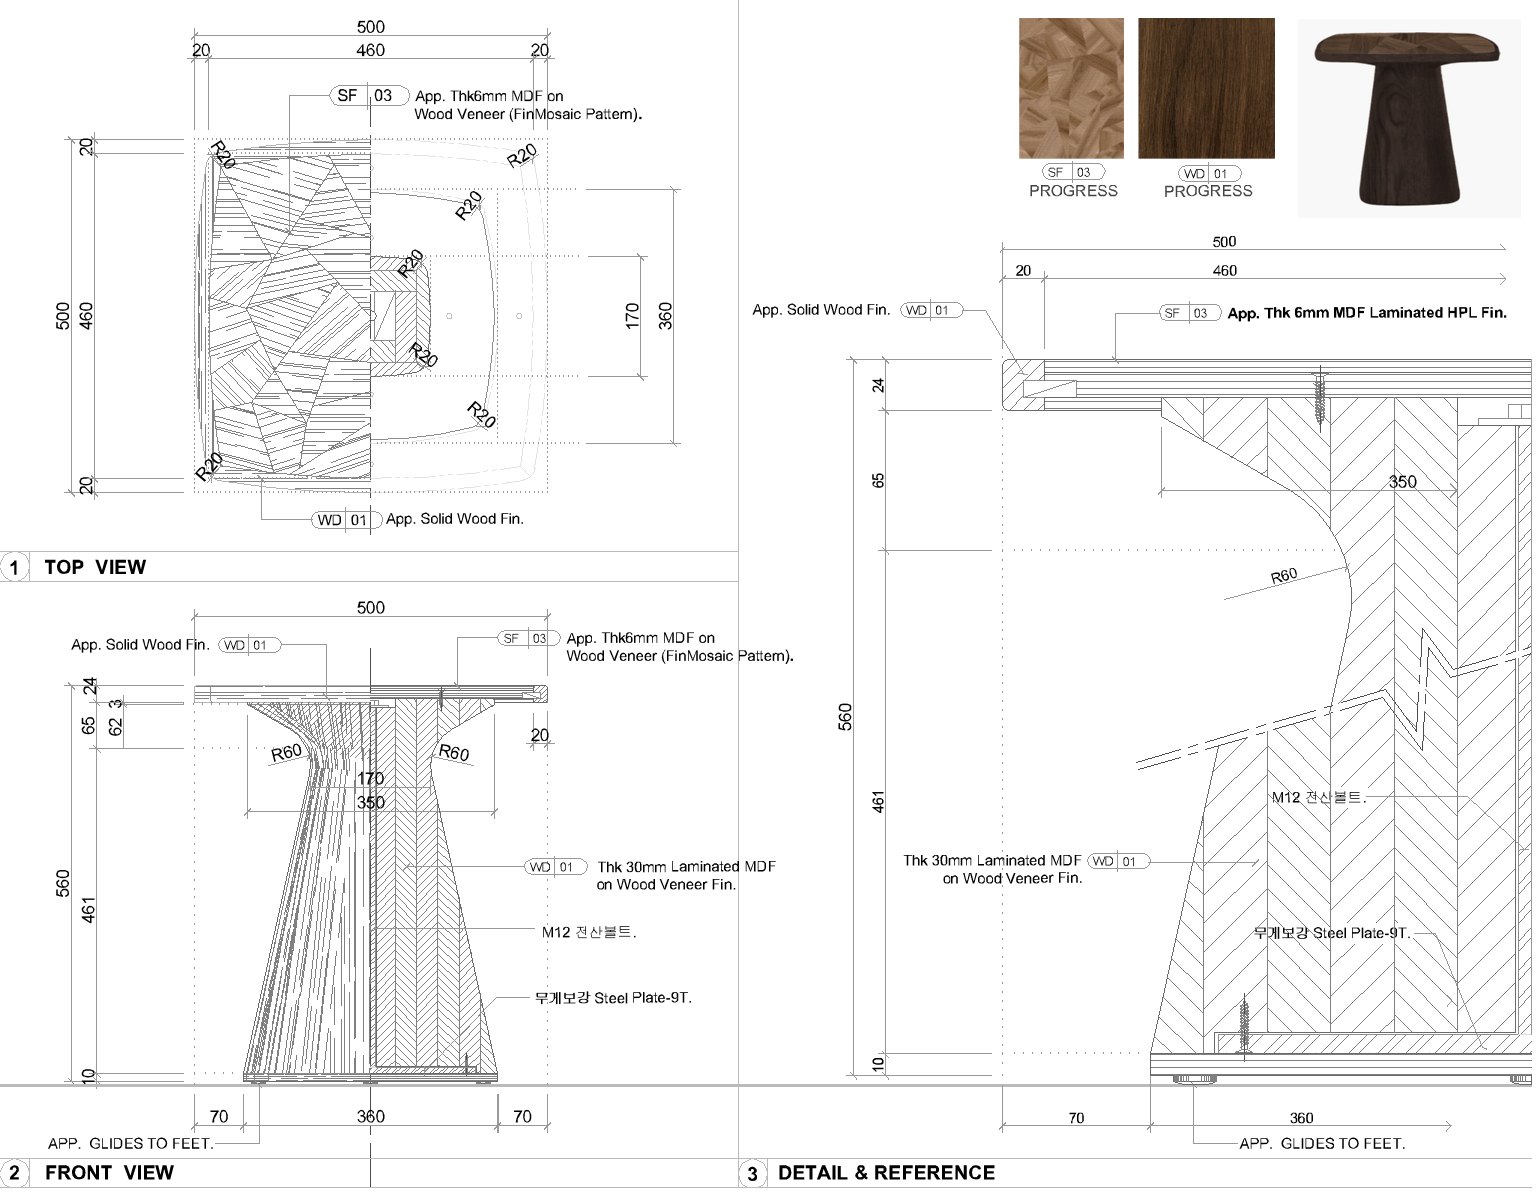 500
20 460 20
SF 03 App. Thk6mm MDF on
Wood Veneer (FinMosaic Pattern).
R20
R20
R20
R20
R20
R20
R20
20
500
460
20
170
360
WD 01 App. Solid Wood Fin.
1 TOP VIEW
500
App. Solid Wood Fin. WD 01
SF 03 App. Thk6mm MDF on
Wood Veneer (FinMosaic Pattern).
24
3
65
62
20
R60
R60
170
350
WD 01 Thk 30mm Laminated MDF
on Wood Veneer Fin.
560
461
M12 전산볼트.
무게보강 Steel Plate-9T.
10
70 360 70
APP. GLIDES TO FEET.
2 FRONT VIEW
SF 03
PROGRESS
WD 01
PROGRESS
500
20 460
App. Solid Wood Fin. WD 01
SF 03 App. Thk 6mm MDF Laminated HPL Fin.
24
65
350
R60
560
461
M12 전산볼트.
Thk 30mm Laminated MDF WD 01
on Wood Veneer Fin.
무게보강 Steel Plate-9T.
10
70 360
APP. GLIDES TO FEET.
3 DETAIL & REFERENCE